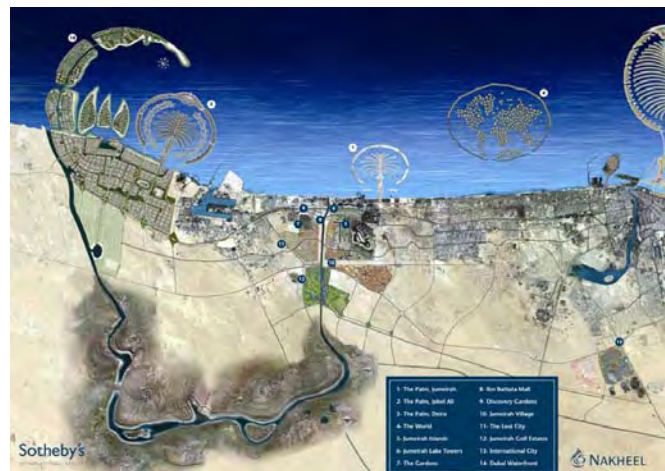 1- The Palm, Jumeirah
2 The Palm, Jebel Ali
3- The Palm, Deira
4- The World
5- Jumeirah Islands
6- Jumeirah Lake Towers
7- The Gardens
8 Ibn Battuta Mall
9 Discovery Gardens
10- Jumeirah Village
11- The Lost City
12- Jumeirah Golf Estates
13- International City
14- Dubai Waterfront
Sotheby's
NAKHEEL